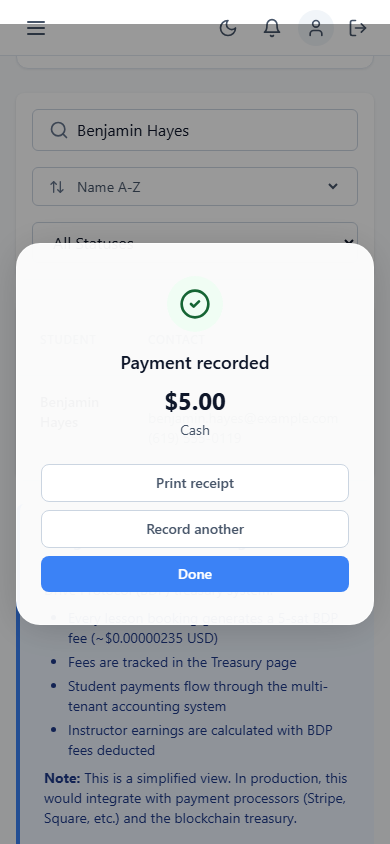 Benjamin Hayes
Name A-Z
All Statuses
STUDENT CONTACT
Benjamin
Hayes
Payment recorded
$5.00
Cash
Print receipt
Record another
Done
fee (~$0.00000235 USD)
Fees are tracked in the Treasury page
Student payments flow through the multi-
tenant accounting system
Instructor earnings are calculated with BDP
fees deducted
Note: This is a simplified view. In production, this
would integrate with payment processors (Stripe,
Square, etc.) and the blockchain treasury.